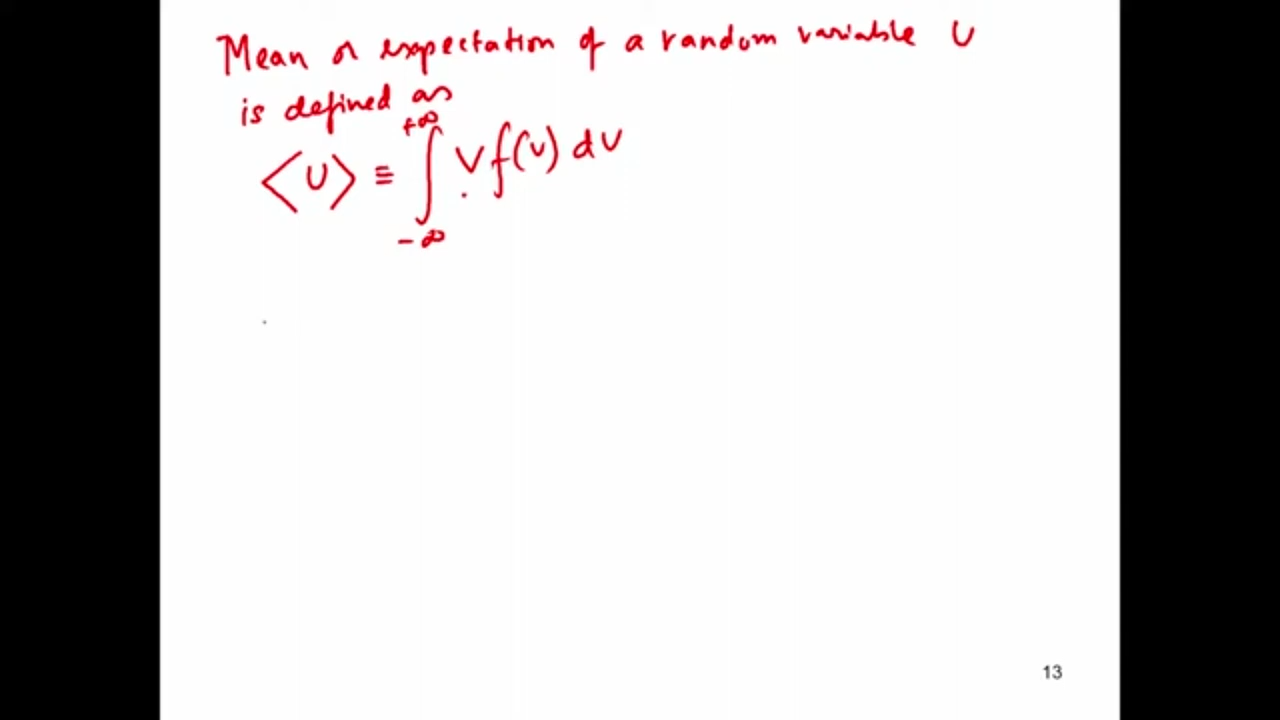 Mean or expectation of a random variable U
is defined as
⟨U⟩ ≡ ∫_{-∞}^{+∞} V f(V) dV
13